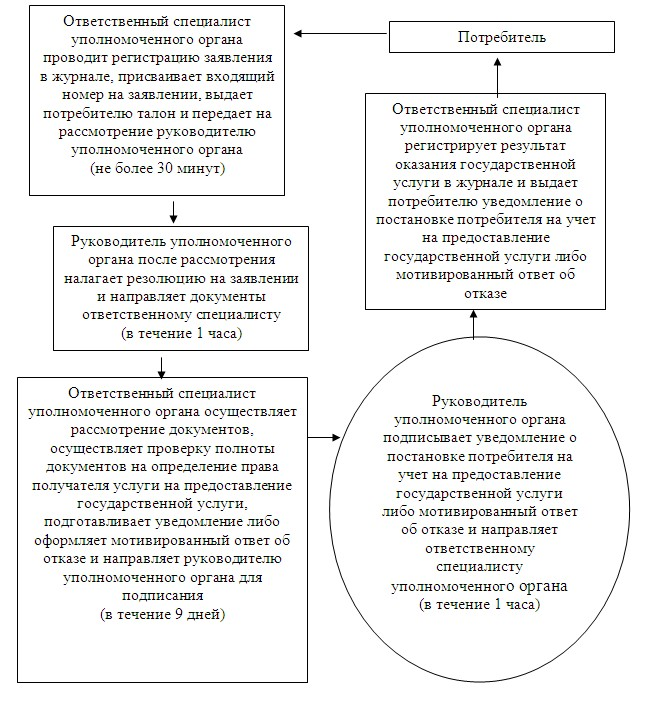 Потребитель
Ответственный специалист
уполномоченного органа
проводит регистрацию заявления
в журнале, присваивает входящий
номер на заявлении, выдает
потребителю талон и передает на
рассмотрение руководителю
уполномоченного органа
(не более 30 минут)
Руководитель уполномоченного
органа после рассмотрения
налагает резолюцию на заявлении
и направляет документы
ответственному специалисту
(в течение 1 часа)
Ответственный специалист
уполномоченного органа осуществляет
рассмотрение документов,
осуществляет проверку полноты
документов на определение права
получателя услуги на предоставление
государственной услуги,
подготавливает уведомление либо
оформляет мотивированный ответ об
отказе и направляет руководителю
уполномоченного органа для
подписания
(в течение 9 дней)
Руководитель
уполномоченного органа
подписывает уведомление о
постановке потребителя на
учет на предоставление
государственной услуги
либо мотивированный ответ
об отказе и направляет
ответственному
специалисту
уполномоченного органа
(в течение 1 часа)
Ответственный специалист
уполномоченного органа
регистрирует результат
оказания государственной
услуги в журнале и выдает
потребителю уведомление о
постановке потребителя на учет
на предоставление
государственной услуги либо
мотивированный ответ об
отказе